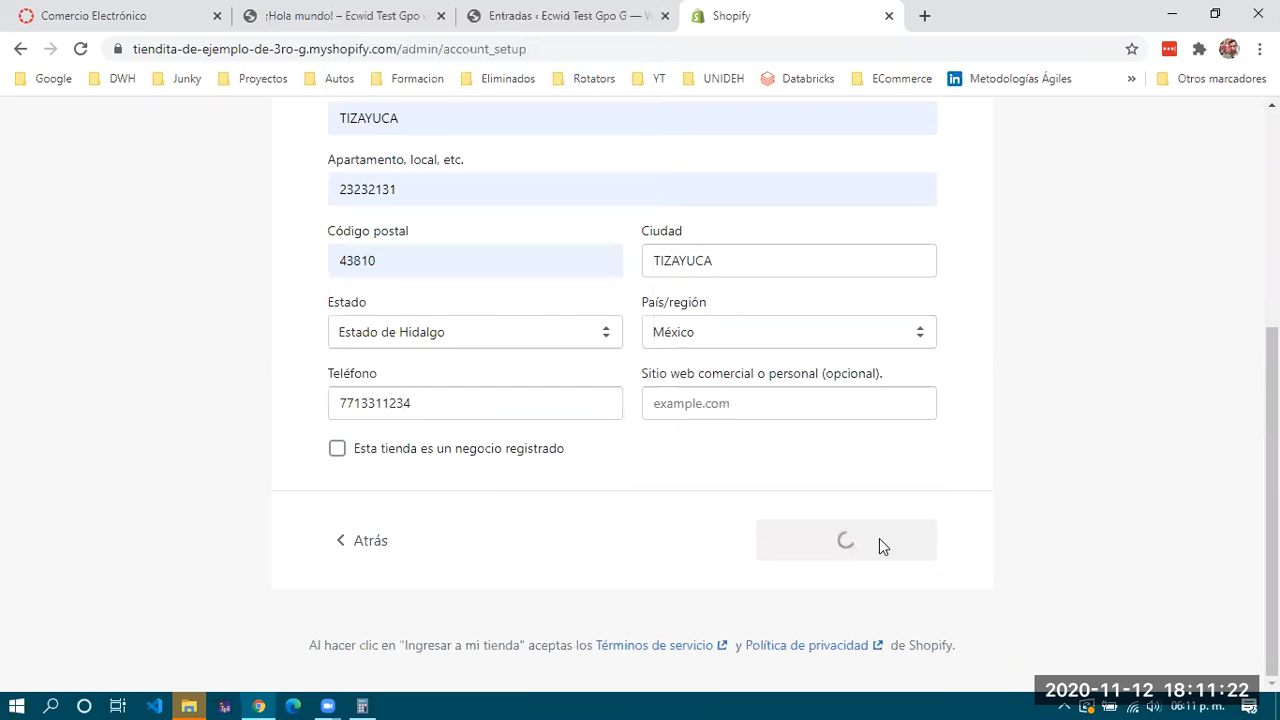 Comercio Electrónico
¡Hola mundo! – Ecwid Test Gpo
Entradas ‹ Ecwid Test Gpo G — W
Shopify
tiendita-de-ejemplo-de-3ro-g.myshopify.com/admin/account_setup
Google
DWH
Junky
Proyectos
Autos
Formacion
Eliminados
Rotators
YT
UNIDEH
Databricks
ECommerce
Metodologías Ágiles
»
Otros marcadores
TIZAYUCA
Apartamento, local, etc.
23232131
Código postal
Ciudad
43810
TIZAYUCA
Estado
País/región
Estado de Hidalgo
México
Teléfono
Sitio web comercial o personal (opcional).
7713311234
example.com
Esta tienda es un negocio registrado
Atrás
Al hacer clic en "Ingresar a mi tienda" aceptas los Términos de servicio y Política de privacidad de Shopify.
2020-11-12 18:11:22
06:11 p. m.